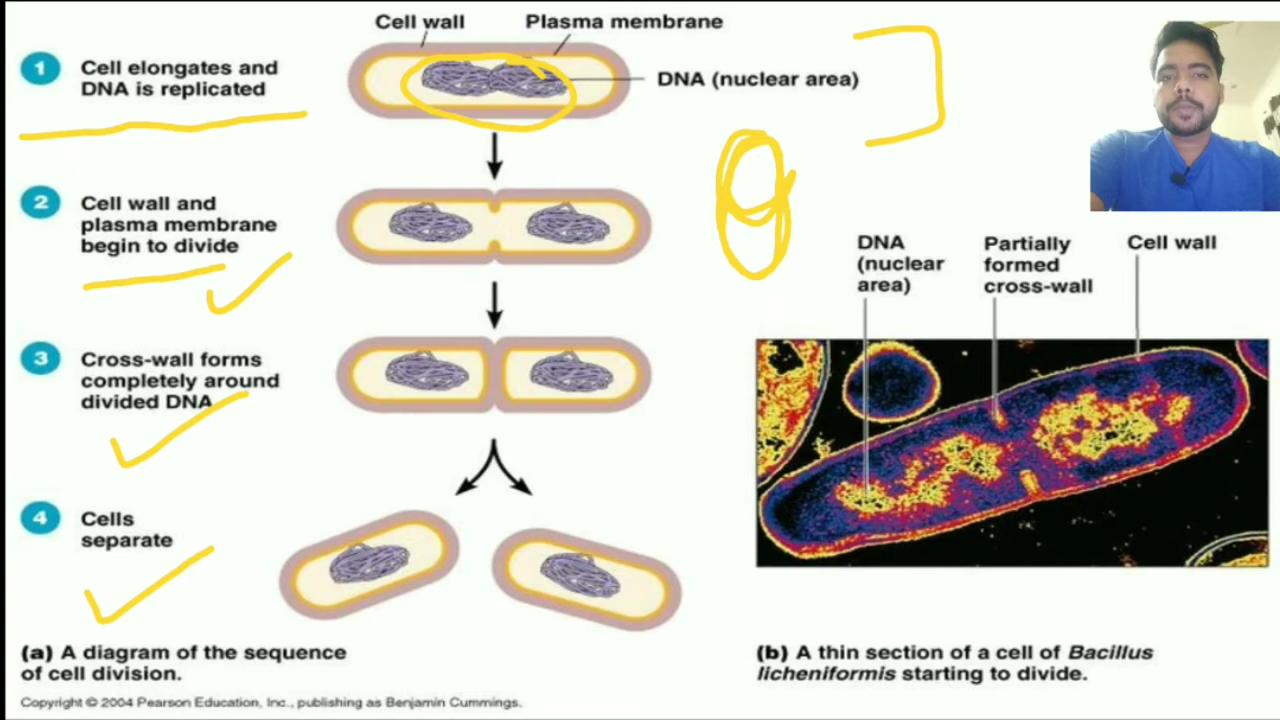 Cell wall
Plasma membrane
1
Cell elongates and
DNA is replicated
DNA (nuclear area)
2
Cell wall and
plasma membrane
begin to divide
3
Cross-wall forms
completely around
divided DNA
4
Cells
separate
(a) A diagram of the sequence
of cell division.
DNA
(nuclear
area)
Partially
formed
cross-wall
Cell wall
(b) A thin section of a cell of Bacillus
licheniformis starting to divide.
Copyright © 2004 Pearson Education, Inc., publishing as Benjamin Cummings.